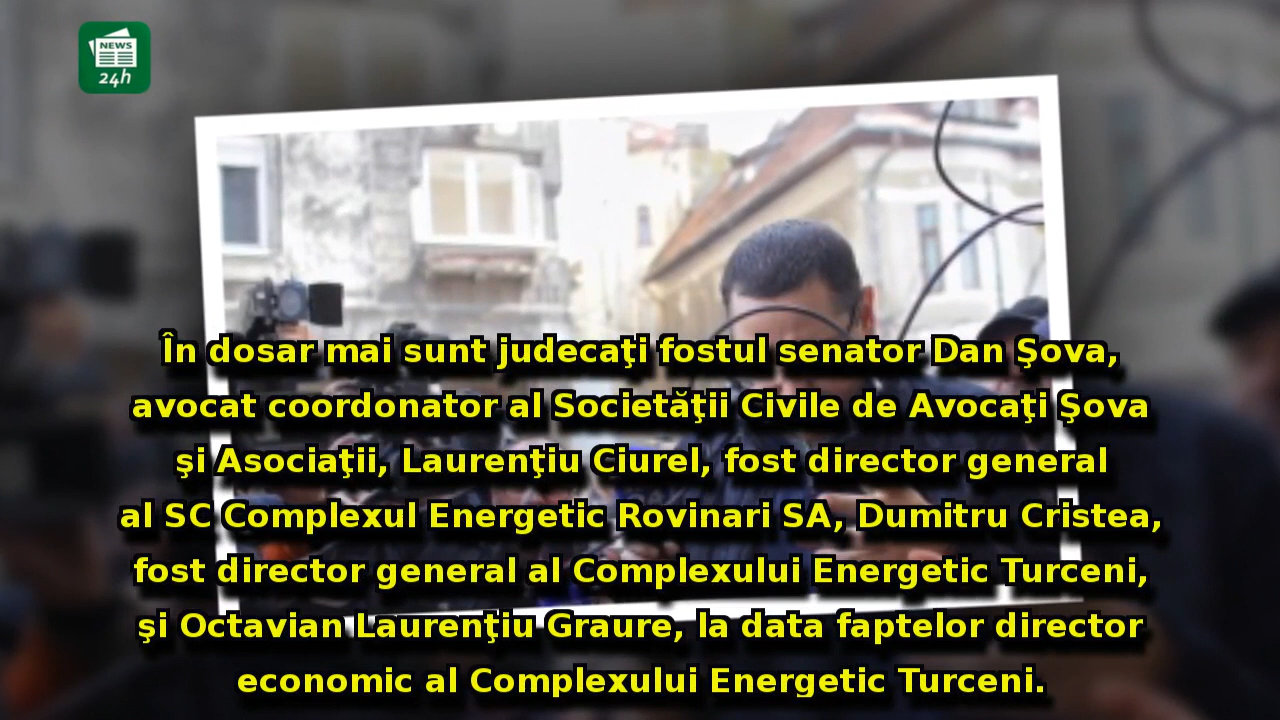 NEWS
24h
În dosar mai sunt judecaţi fostul senator Dan Şova,
avocat coordonator al Societăţii Civile de Avocaţi Şova
şi Asociaţii, Laurenţiu Ciurel, fost director general
al SC Complexul Energetic Rovinari SA, Dumitru Cristea,
fost director general al Complexului Energetic Turceni,
şi Octavian Laurenţiu Graure, la data faptelor director
economic al Complexului Energetic Turceni.